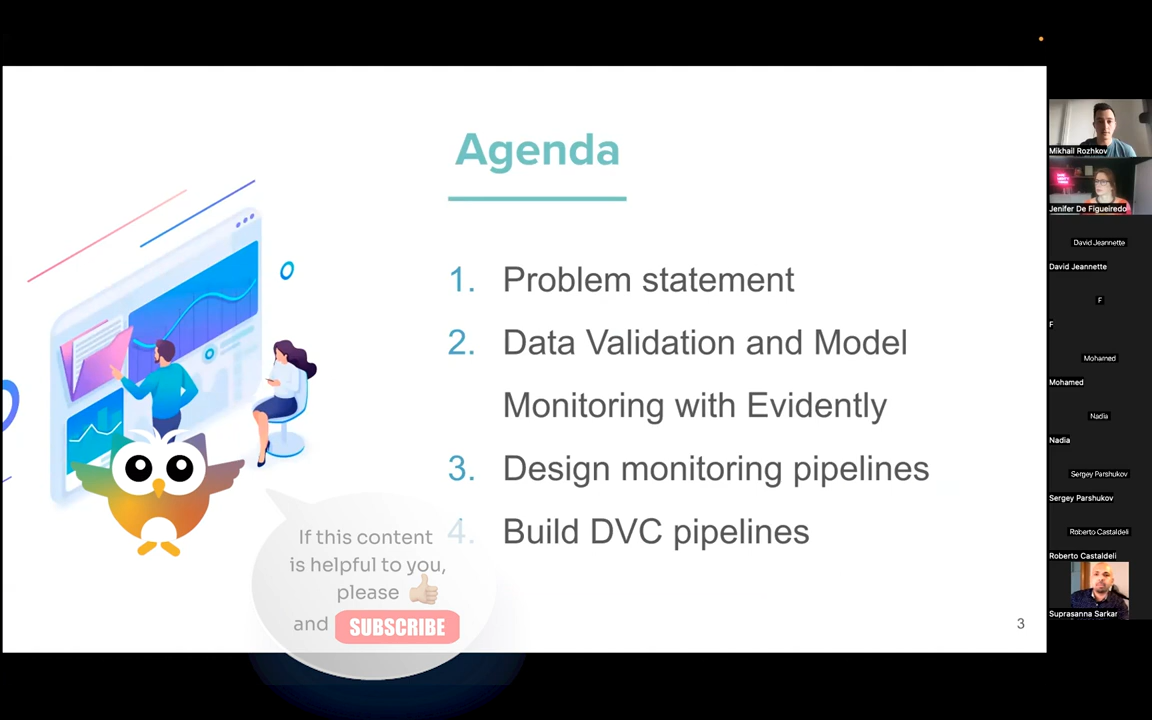 Agenda
1. Problem statement
2. Data Validation and Model
Monitoring with Evidently
3. Design monitoring pipelines
4. Build DVC pipelines
If this content
is helpful to you,
please
and SUBSCRIBE
3
Mikhail Rozhkov
Jenifer De Figueiredo
David Jeannette
David Jeannette
F
F
Mohamed
Mohamed
Nadia
Nadia
Sergey Parshukov
Sergey Parshukov
Roberto Castaldeli
Roberto Castaldeli
Suprasanna Sarkar